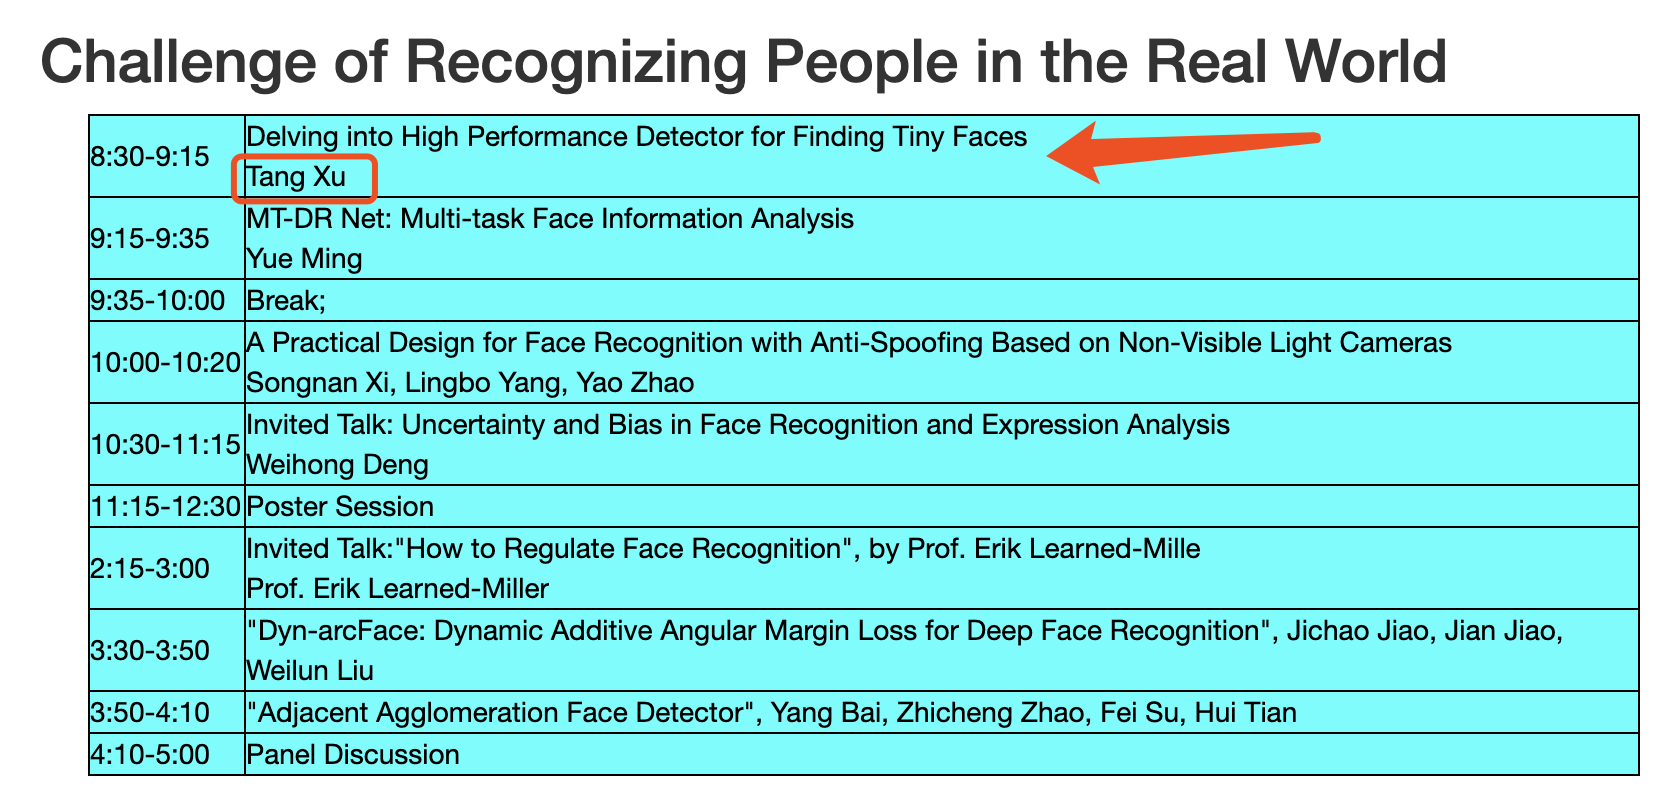 Challenge of Recognizing People in the Real World
8:30-9:15
Delving into High Performance Detector for Finding Tiny Faces
Tang Xu
9:15-9:35
MT-DR Net: Multi-task Face Information Analysis
Yue Ming
9:35-10:00
Break;
10:00-10:20
A Practical Design for Face Recognition with Anti-Spoofing Based on Non-Visible Light Cameras
Songnan Xi, Lingbo Yang, Yao Zhao
10:30-11:15
Invited Talk: Uncertainty and Bias in Face Recognition and Expression Analysis
Weihong Deng
11:15-12:30
Poster Session
2:15-3:00
Invited Talk:"How to Regulate Face Recognition", by Prof. Erik Learned-Mille
Prof. Erik Learned-Miller
3:30-3:50
"Dyn-arcFace: Dynamic Additive Angular Margin Loss for Deep Face Recognition", Jichao Jiao, Jian Jiao,
Weilun Liu
3:50-4:10
"Adjacent Agglomeration Face Detector", Yang Bai, Zhicheng Zhao, Fei Su, Hui Tian
4:10-5:00
Panel Discussion